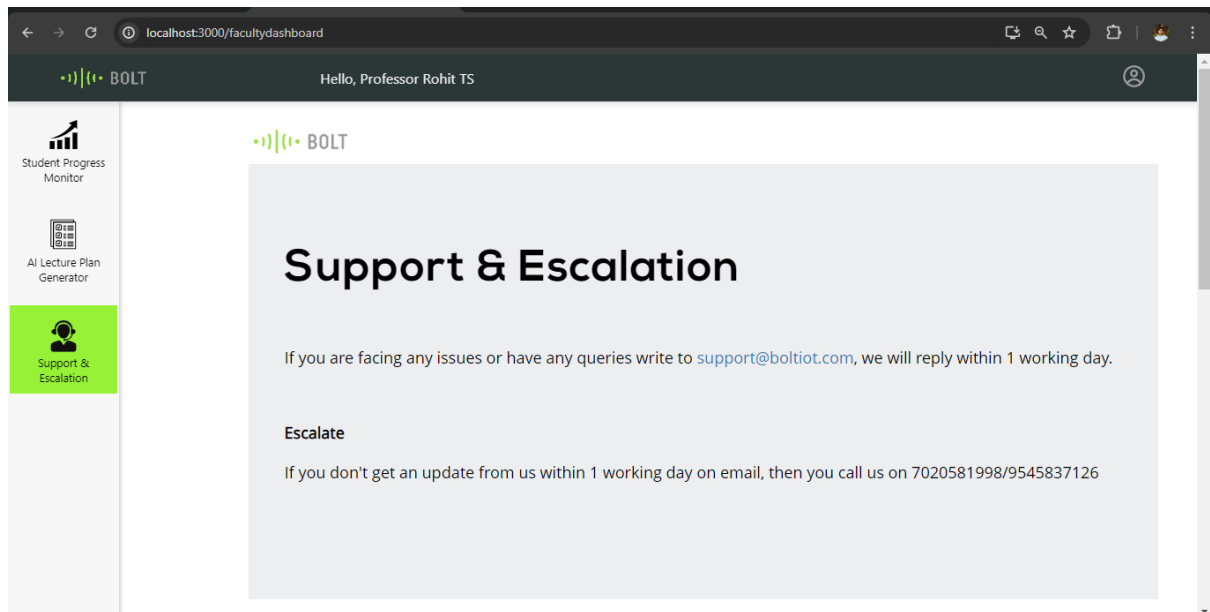 localhost:3000/facultydashboard
BOLT
Hello, Professor Rohit TS
Student Progress
Monitor
AI Lecture Plan
Generator
Support &
Escalation
BOLT
Support & Escalation
If you are facing any issues or have any queries write to support@boltiot.com, we will reply within 1 working day.
Escalate
If you don't get an update from us within 1 working day on email, then you call us on 7020581998/9545837126